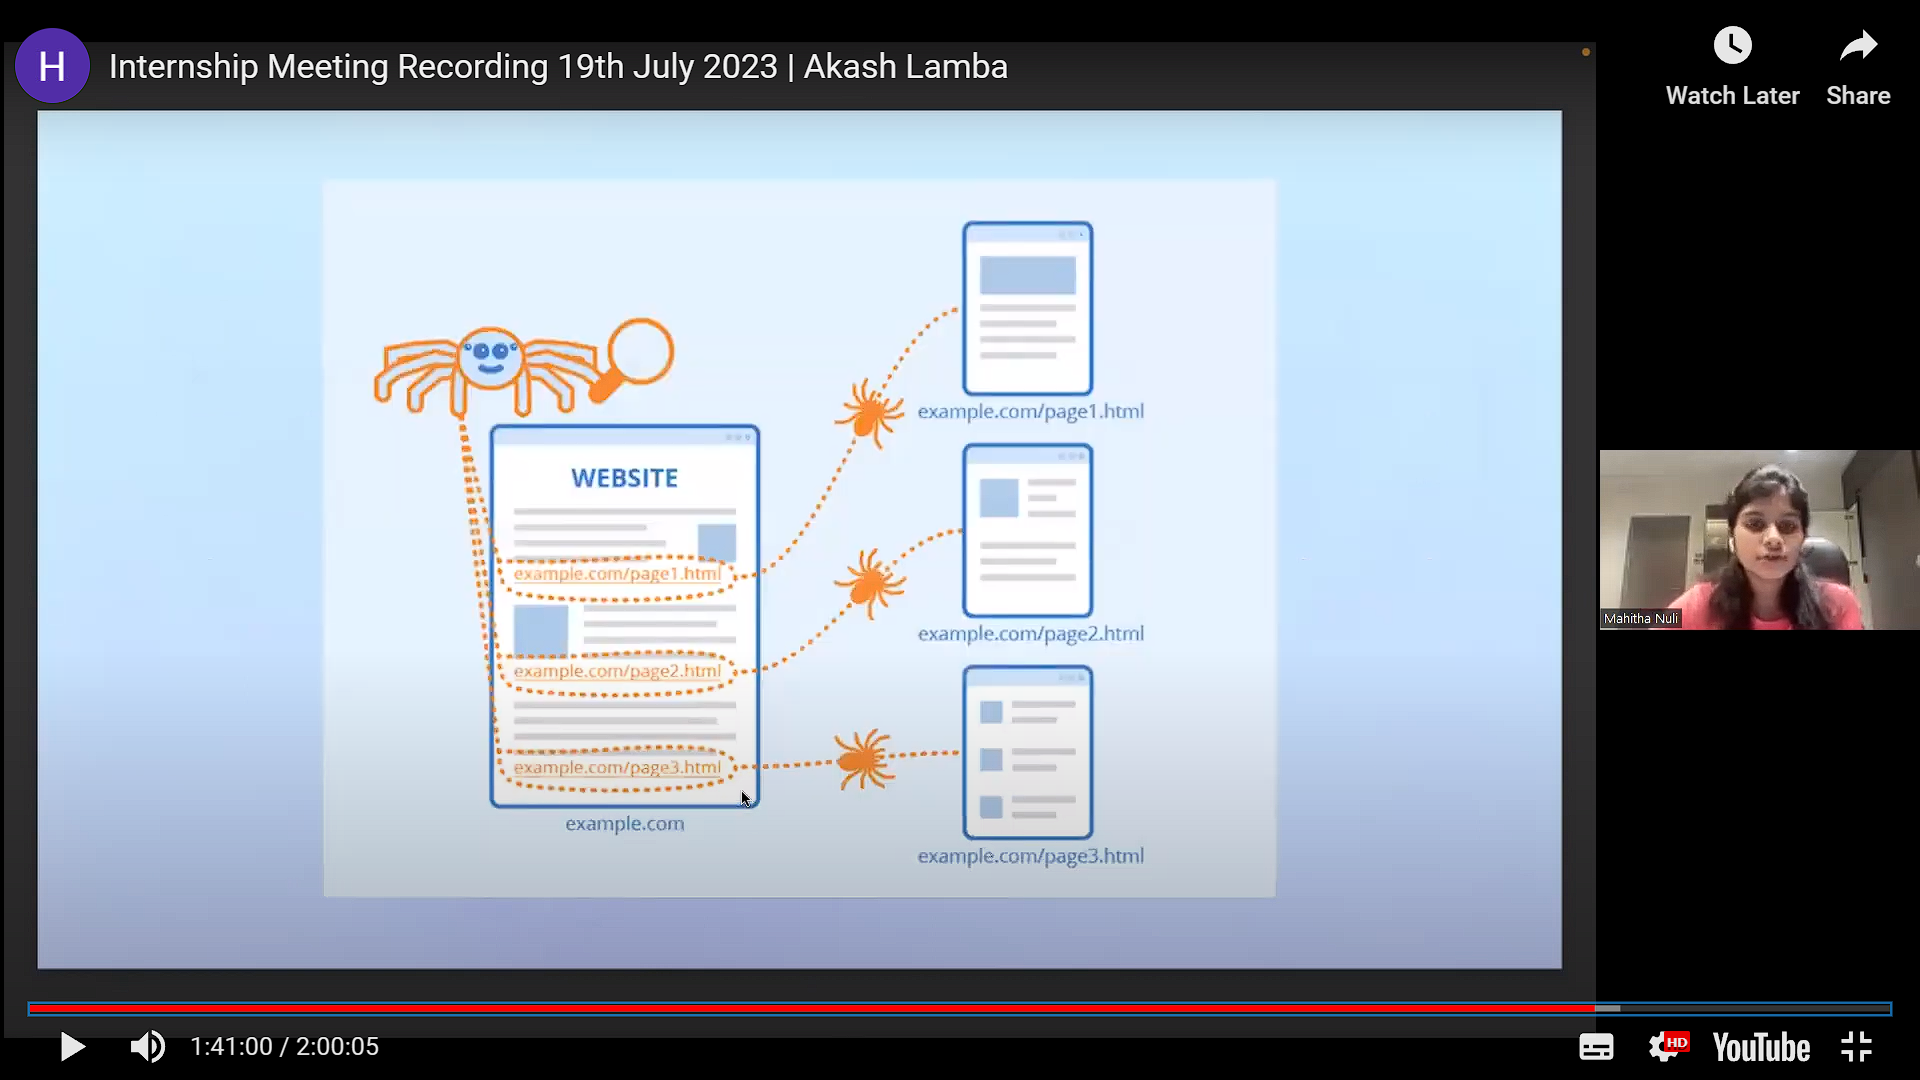 H
Internship Meeting Recording 19th July 2023 | Akash Lamba
Watch Later
Share
WEBSITE
example.com/page1.html
example.com/page2.html
example.com/page3.html
example.com
example.com/page1.html
example.com/page2.html
example.com/page3.html
Mahitha Nuli
1:41:00 / 2:00:05
HD
YouTube